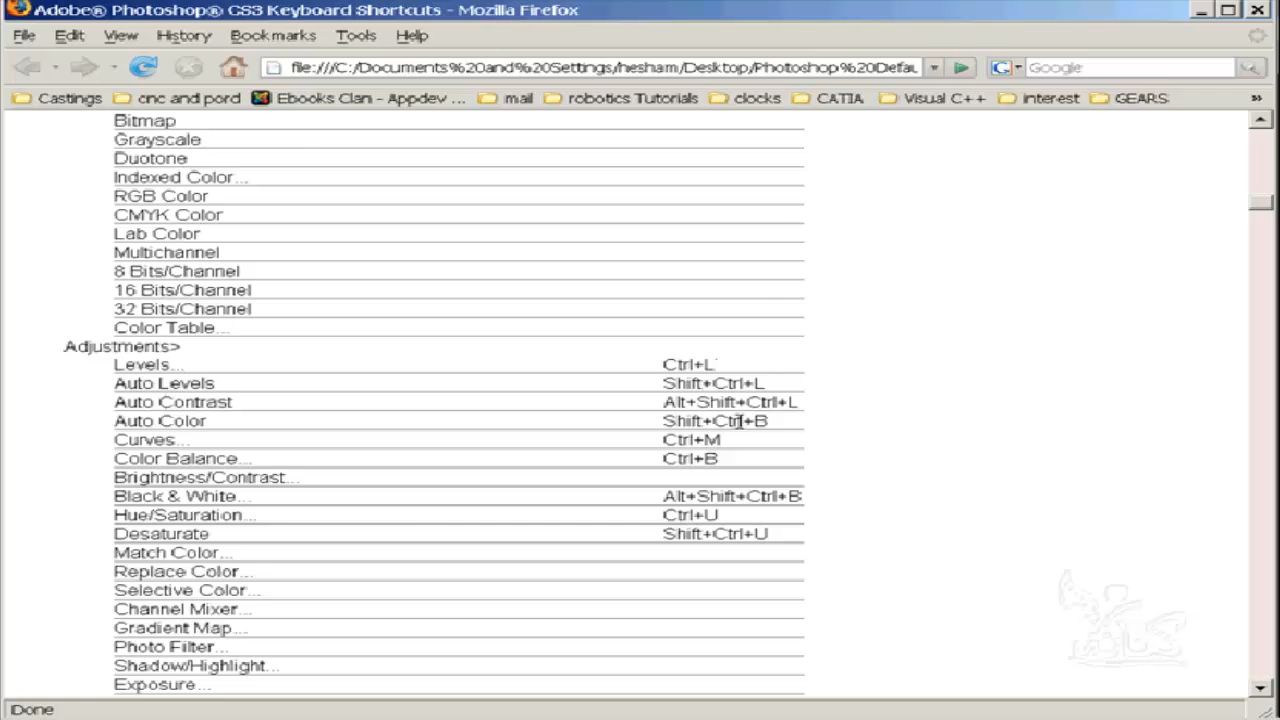 Adobe® Photoshop® CS3 Keyboard Shortcuts - Mozilla Firefox
File Edit View History Bookmarks Tools Help
file:///C:/Documents%20and%20Settings/hesham/Desktop/Photoshop%20Defau Google
Castings cnc and pord Ebooks Clan - Appdev ... mail robotics Tutorials clocks CATIA Visual C++ interest GEARS »
Bitmap
Grayscale
Duotone
Indexed Color...
RGB Color
CMYK Color
Lab Color
Multichannel
8 Bits/Channel
16 Bits/Channel
32 Bits/Channel
Color Table...
Adjustments>
Levels... Ctrl+L
Auto Levels Shift+Ctrl+L
Auto Contrast Alt+Shift+Ctrl+L
Auto Color Shift+Ctrl+B
Curves... Ctrl+M
Color Balance... Ctrl+B
Brightness/Contrast...
Black & White... Alt+Shift+Ctrl+B
Hue/Saturation... Ctrl+U
Desaturate Shift+Ctrl+U
Match Color...
Replace Color...
Selective Color...
Channel Mixer...
Gradient Map...
Photo Filter...
Shadow/Highlight...
Exposure...
Done